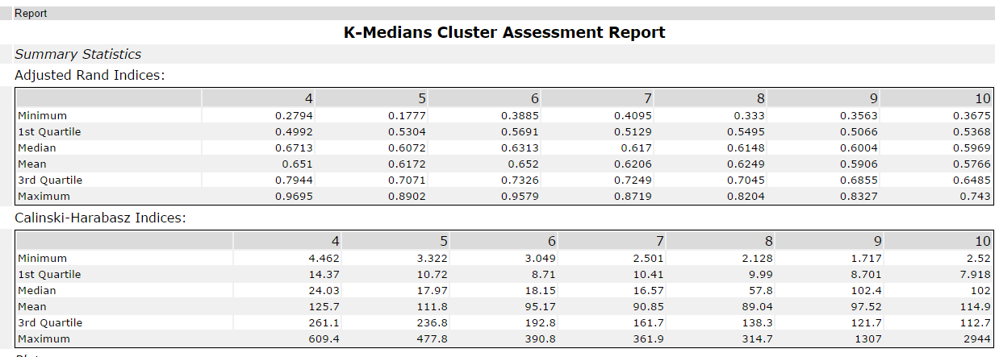 Report
K-Medians Cluster Assessment Report
Summary Statistics
Adjusted Rand Indices:
4 5 6 7 8 9 10
Minimum 0.2794 0.1777 0.3885 0.4095 0.333 0.3563 0.3675
1st Quartile 0.4992 0.5304 0.5691 0.5129 0.5495 0.5066 0.5368
Median 0.6713 0.6072 0.6313 0.617 0.6148 0.6004 0.5969
Mean 0.651 0.6172 0.652 0.6206 0.6249 0.5906 0.5766
3rd Quartile 0.7944 0.7071 0.7326 0.7249 0.7045 0.6855 0.6485
Maximum 0.9695 0.8902 0.9579 0.8719 0.8204 0.8327 0.743
Calinski-Harabasz Indices:
4 5 6 7 8 9 10
Minimum 4.462 3.322 3.049 2.501 2.128 1.717 2.52
1st Quartile 14.37 10.72 8.71 10.41 9.99 8.701 7.918
Median 24.03 17.97 18.15 16.57 57.8 102.4 102
Mean 125.7 111.8 95.17 90.85 89.04 97.52 114.9
3rd Quartile 261.1 236.8 192.8 161.7 138.3 121.7 112.7
Maximum 609.4 477.8 390.8 361.9 314.7 1307 2944